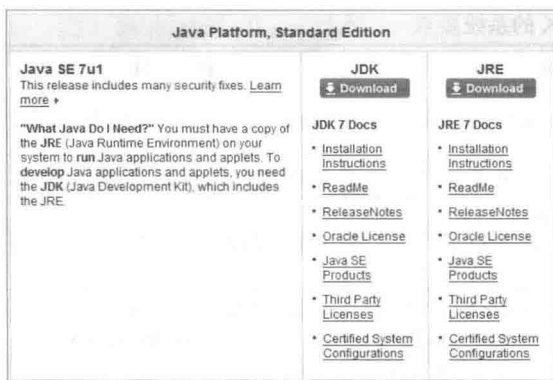 Java Platform, Standard Edition
Java SE 7u1
This release includes many security fixes. Learn
more
"What Java Do I Need?" You must have a copy of
the JRE (Java Runtime Environment) on your
system to run Java applications and applets. To
develop Java applications and applets, you need
the JDK (Java Development Kit), which includes
the JRE.
JDK
Download
JDK 7 Docs
Installation
Instructions
ReadMe
ReleaseNotes
Oracle License
Java SE
Products
Third Party
Licenses
Certified System
Configurations
JRE
Download
JRE 7 Docs
Installation
Instructions
ReadMe
ReleaseNotes
Oracle License
Java SE
Products
Third Party
Licenses
Certified System
Configurations